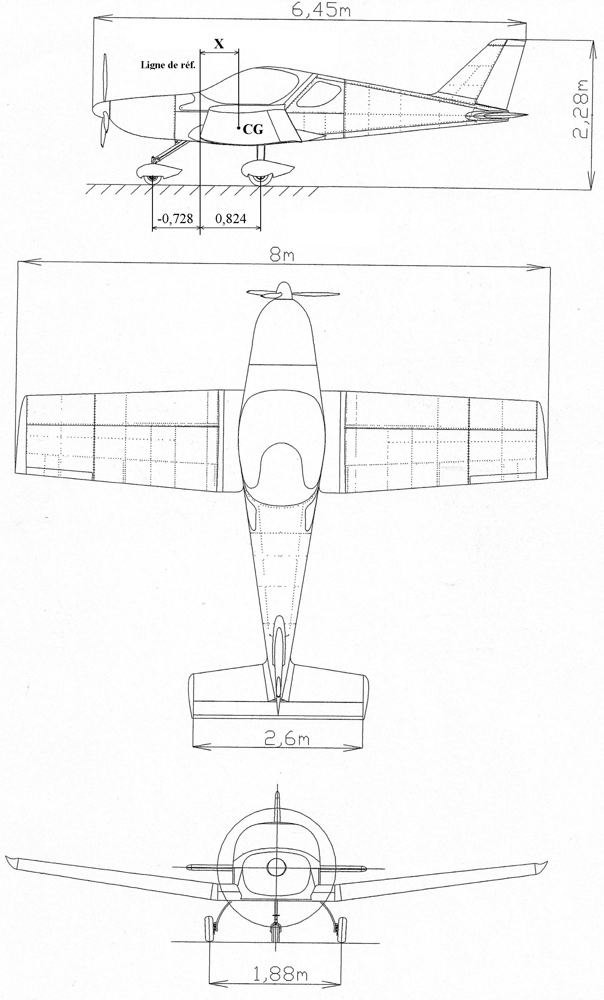 6,45m
X
Ligne de réf.
2,28m
CG
-0,728
0,824
8m
2,6m
1,88m